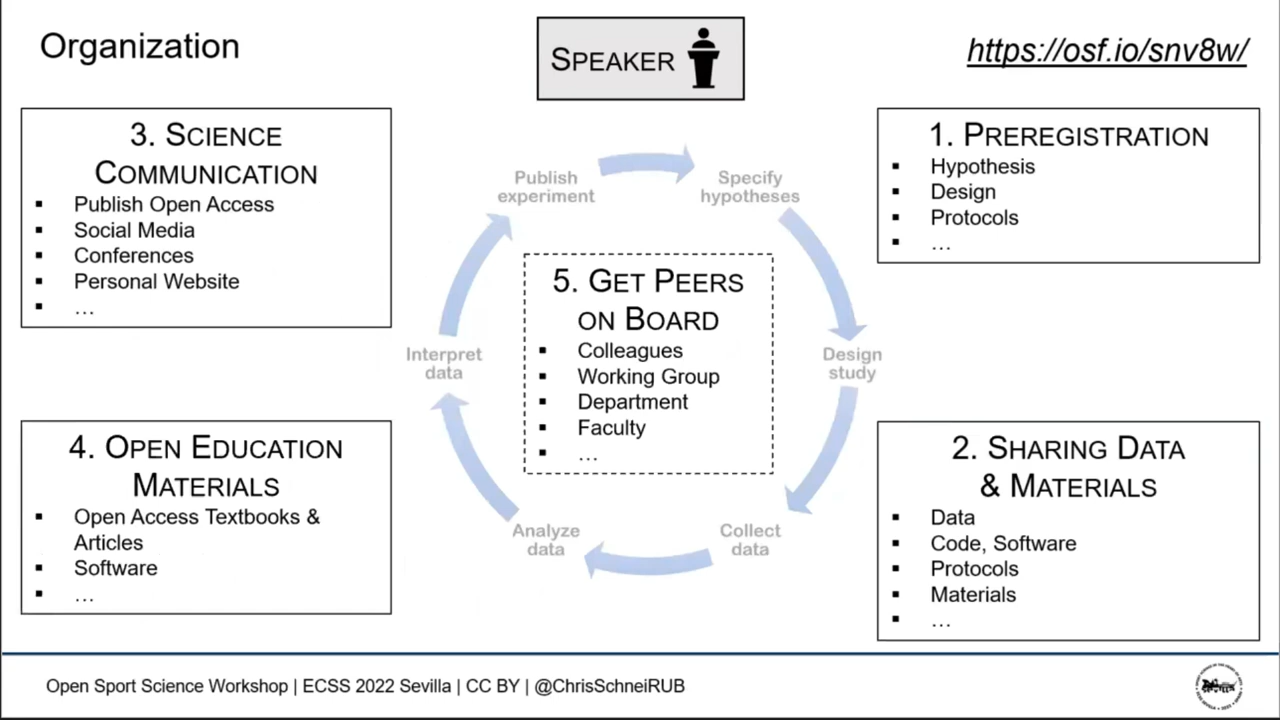 Organization
SPEAKER
https://osf.io/snv8w/
3. SCIENCE
COMMUNICATION
▪ Publish Open Access
▪ Social Media
▪ Conferences
▪ Personal Website
▪ …
1. PREREGISTRATION
▪ Hypothesis
▪ Design
▪ Protocols
▪ …
Publish
experiment
Specify
hypotheses
5. GET PEERS
ON BOARD
▪ Colleagues
▪ Working Group
▪ Department
▪ Faculty
▪ …
Interpret
data
Design
study
4. OPEN EDUCATION
MATERIALS
▪ Open Access Textbooks &
Articles
▪ Software
▪ …
2. SHARING DATA
& MATERIALS
▪ Data
▪ Code, Software
▪ Protocols
▪ Materials
▪ …
Analyze
data
Collect
data
Open Sport Science Workshop | ECSS 2022 Sevilla | CC BY | @ChrisSchneiRUB